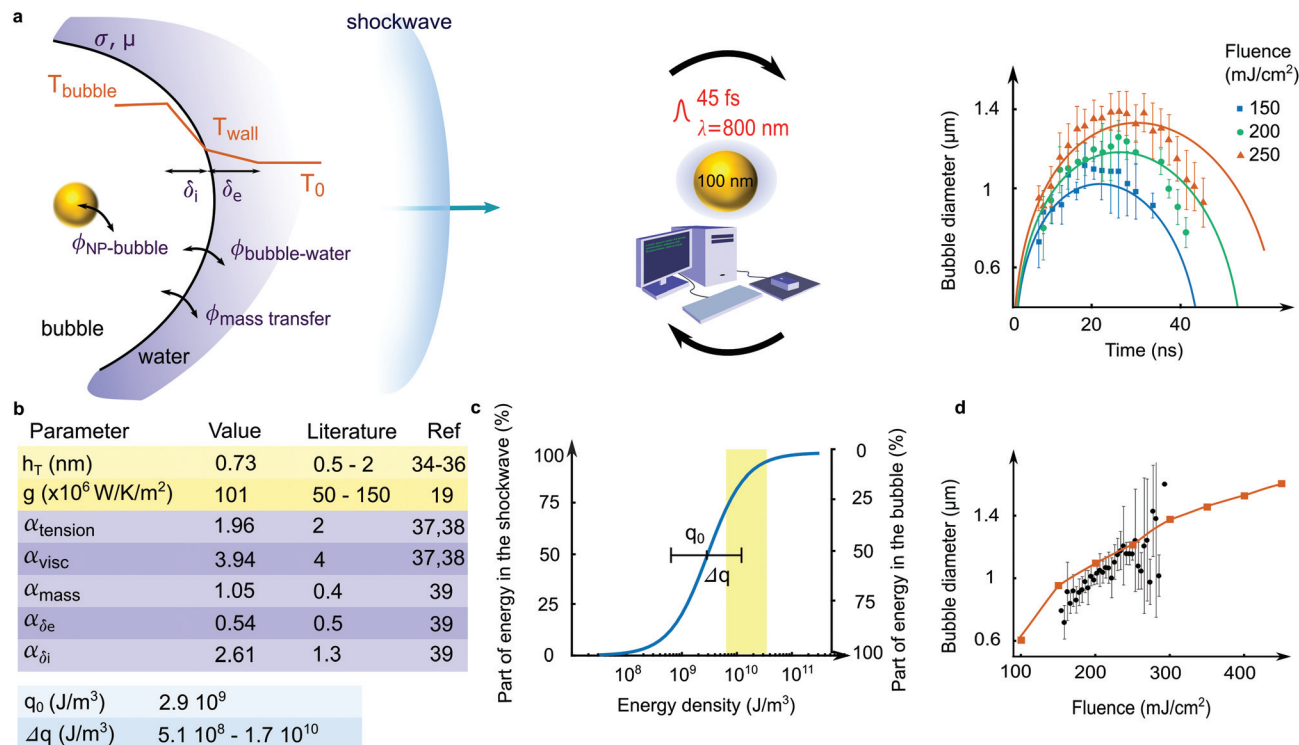 a
shockwave
σ, μ
T_bubble
T_wall
T_0
δ_i
δ_e
ϕ_NP-bubble
ϕ_bubble-water
ϕ_mass transfer
bubble
water
45 fs
λ=800 nm
100 nm
Fluence
(mJ/cm²)
150
200
250
Bubble diameter (μm)
1.4
1
0.6
0
20
40
Time (ns)
b
Parameter Value Literature Ref
h_T (nm) 0.73 0.5 - 2 34-36
g (x10⁶ W/K/m²) 101 50 - 150 19
α_tension 1.96 2 37,38
α_visc 3.94 4 37,38
α_mass 1.05 0.4 39
α_δe 0.54 0.5 39
α_δi 2.61 1.3 39
q_0 (J/m³) 2.9 10⁹
Δq (J/m³) 5.1 10⁸ - 1.7 10¹⁰
c
Part of energy in the shockwave (%)
100
75
50
25
0
q_0
Δq
10⁸ 10⁹ 10¹⁰ 10¹¹
Energy density (J/m³)
0
25
50
75
100
Part of energy in the bubble (%)
d
Bubble diameter (μm)
1.4
1
0.6
100 200 300 400
Fluence (mJ/cm²)